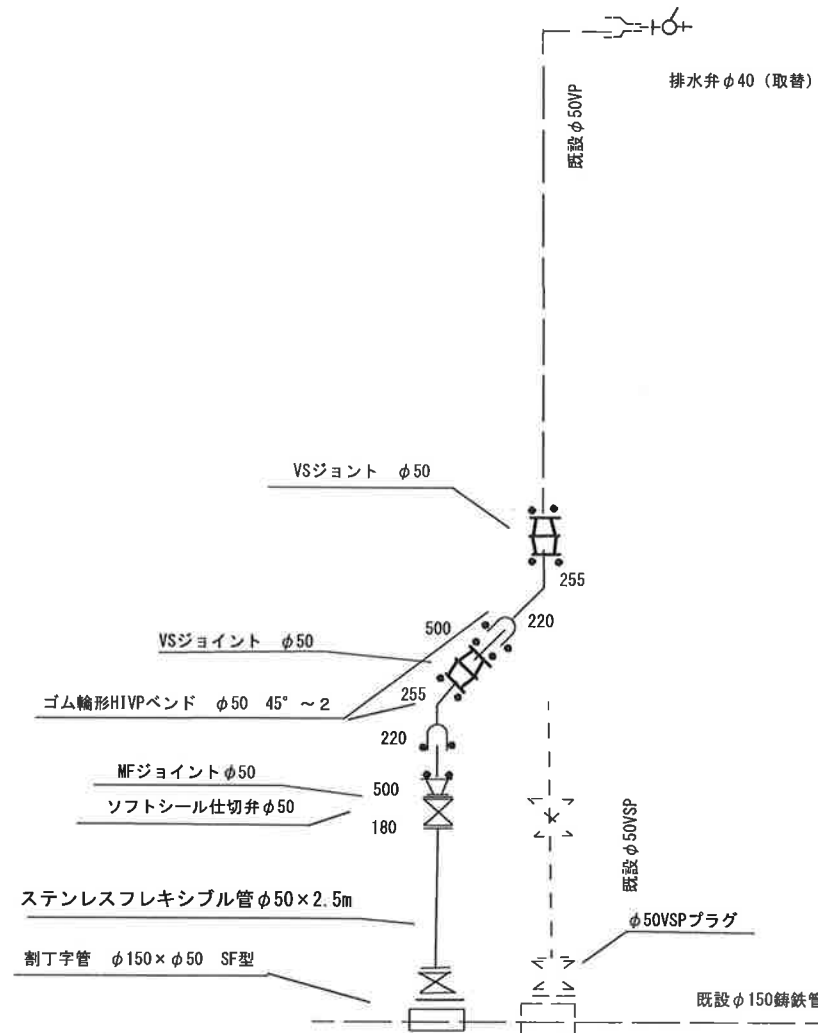 排水弁φ40（取替）
既設φ50VP
VSジョント φ50
255
220
500
VSジョイント φ50
255
ゴム輪形HIVPベンド φ50 45° ～2
220
MFジョイントφ50
500
ソフトシール仕切弁φ50
180
既設φ50VSP
ステンレスフレキシブル管φ50×2.5m
φ50VSPプラグ
割丁字管 φ150×φ50 SF型
既設φ150鋳鉄管